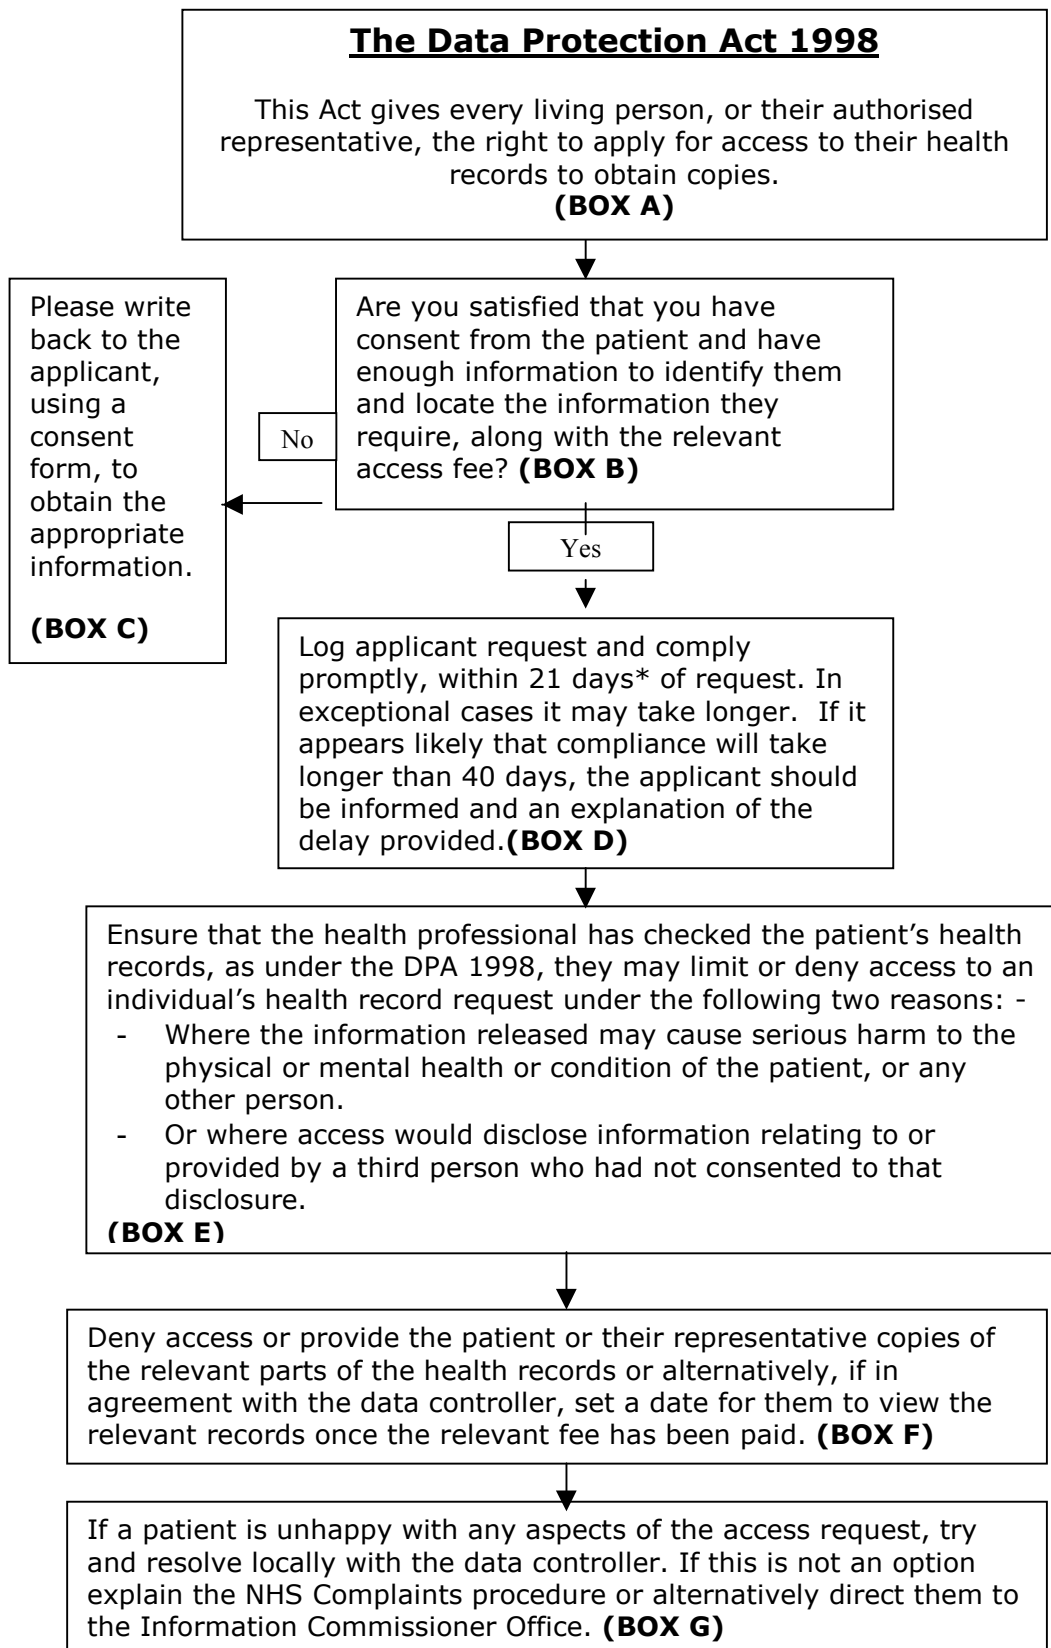 The Data Protection Act 1998
This Act gives every living person, or their authorised
representative, the right to apply for access to their health
records to obtain copies.
(BOX A)
Please write
back to the
applicant,
using a
consent
form, to
obtain the
appropriate
information.
(BOX C)
No
Are you satisfied that you have
consent from the patient and have
enough information to identify them
and locate the information they
require, along with the relevant
access fee? (BOX B)
Yes
Log applicant request and comply
promptly, within 21 days* of request. In
exceptional cases it may take longer.  If it
appears likely that compliance will take
longer than 40 days, the applicant should
be informed and an explanation of the
delay provided.(BOX D)
Ensure that the health professional has checked the patient’s health
records, as under the DPA 1998, they may limit or deny access to an
individual’s health record request under the following two reasons: -
- Where the information released may cause serious harm to the
physical or mental health or condition of the patient, or any
other person.
- Or where access would disclose information relating to or
provided by a third person who had not consented to that
disclosure.
(BOX E)
Deny access or provide the patient or their representative copies of
the relevant parts of the health records or alternatively, if in
agreement with the data controller, set a date for them to view the
relevant records once the relevant fee has been paid. (BOX F)
If a patient is unhappy with any aspects of the access request, try
and resolve locally with the data controller. If this is not an option
explain the NHS Complaints procedure or alternatively direct them to
the Information Commissioner Office. (BOX G)